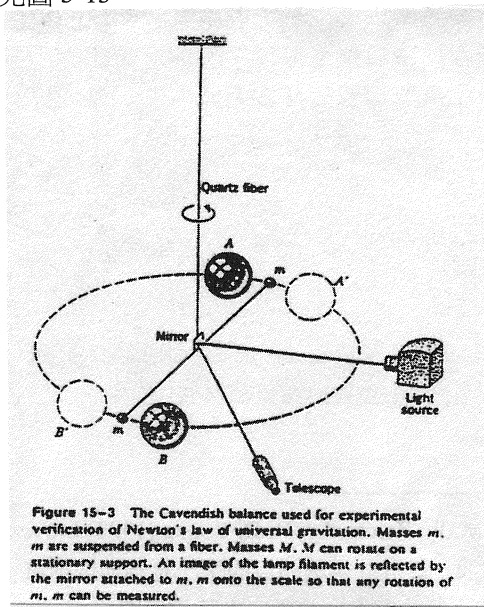 Quartz fiber
A
m
A'
Mirror
Light
source
m
B'
B
Telescope
Figure 15-3 The Cavendish balance used for experimental
verification of Newton's law of universal gravitation. Masses m,
m are suspended from a fiber. Masses M, M can rotate on a
stationary support. An image of the lamp filament is reflected by
the mirror attached to m, m onto the scale so that any rotation of
m, m can be measured.